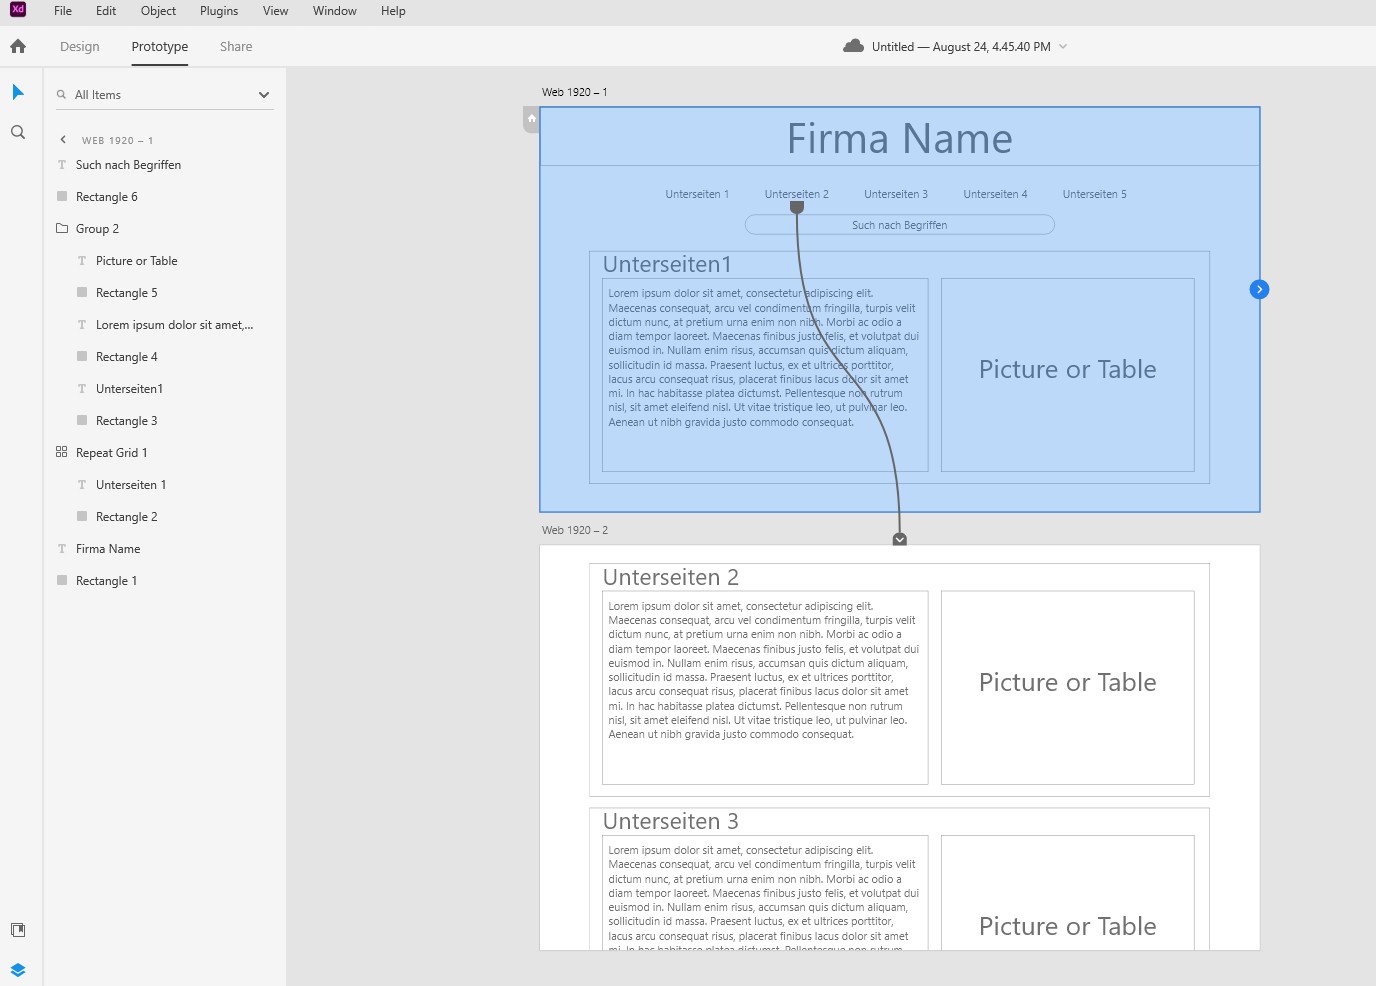 Xd File Edit Object Plugins View Window Help
Design Prototype Share Untitled — August 24, 4.45.40 PM
All Items
WEB 1920 – 1
Such nach Begriffen
Rectangle 6
Group 2
Picture or Table
Rectangle 5
Lorem ipsum dolor sit amet,...
Rectangle 4
Unterseiten1
Rectangle 3
Repeat Grid 1
Unterseiten 1
Rectangle 2
Firma Name
Rectangle 1
Web 1920 – 1
Firma Name
Unterseiten 1 Unterseiten 2 Unterseiten 3 Unterseiten 4 Unterseiten 5
Such nach Begriffen
Unterseiten1
Lorem ipsum dolor sit amet, consectetur adipiscing elit.
Maecenas consequat, arcu vel condimentum fringilla, turpis velit
dictum nunc, at pretium urna enim non nibh. Morbi ac odio a
diam tempor laoreet. Maecenas finibus justo felis, et volutpat dui
euismod in. Nullam enim risus, accumsan quis dictum aliquam,
sollicitudin id massa. Praesent luctus, ex et ultrices porttitor,
lacus arcu consequat risus, placerat finibus lacus dolor sit amet
mi. In hac habitasse platea dictumst. Pellentesque non rutrum
nisl, sit amet eleifend nisl. Ut vitae tristique leo, ut pulvinar leo.
Aenean ut nibh gravida justo commodo consequat.
Picture or Table
Web 1920 – 2
Unterseiten 2
Lorem ipsum dolor sit amet, consectetur adipiscing elit.
Maecenas consequat, arcu vel condimentum fringilla, turpis velit
dictum nunc, at pretium urna enim non nibh. Morbi ac odio a
diam tempor laoreet. Maecenas finibus justo felis, et volutpat dui
euismod in. Nullam enim risus, accumsan quis dictum aliquam,
sollicitudin id massa. Praesent luctus, ex et ultrices porttitor,
lacus arcu consequat risus, placerat finibus lacus dolor sit amet
mi. In hac habitasse platea dictumst. Pellentesque non rutrum
nisl, sit amet eleifend nisl. Ut vitae tristique leo, ut pulvinar leo.
Aenean ut nibh gravida justo commodo consequat.
Picture or Table
Unterseiten 3
Lorem ipsum dolor sit amet, consectetur adipiscing elit.
Maecenas consequat, arcu vel condimentum fringilla, turpis velit
dictum nunc, at pretium urna enim non nibh. Morbi ac odio a
diam tempor laoreet. Maecenas finibus justo felis, et volutpat dui
euismod in. Nullam enim risus, accumsan quis dictum aliquam,
sollicitudin id massa. Praesent luctus, ex et ultrices porttitor,
lacus arcu consequat risus, placerat finibus lacus dolor sit amet
Picture or Table